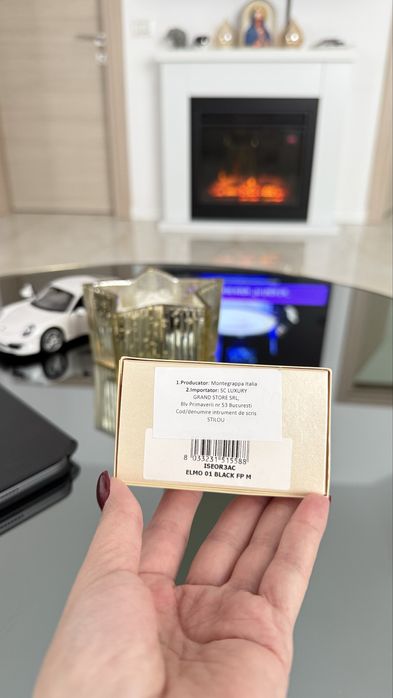 1.Producator: Montegrappa Italia
2.Importator: SC LUXURY
GRAND STORE SRL,
Blv Primaverii nr 53 Bucuresti
Cod/denumire intrument de scris
STILOU
8 033231 515588
ISEOR3AC
ELMO 01 BLACK FP M